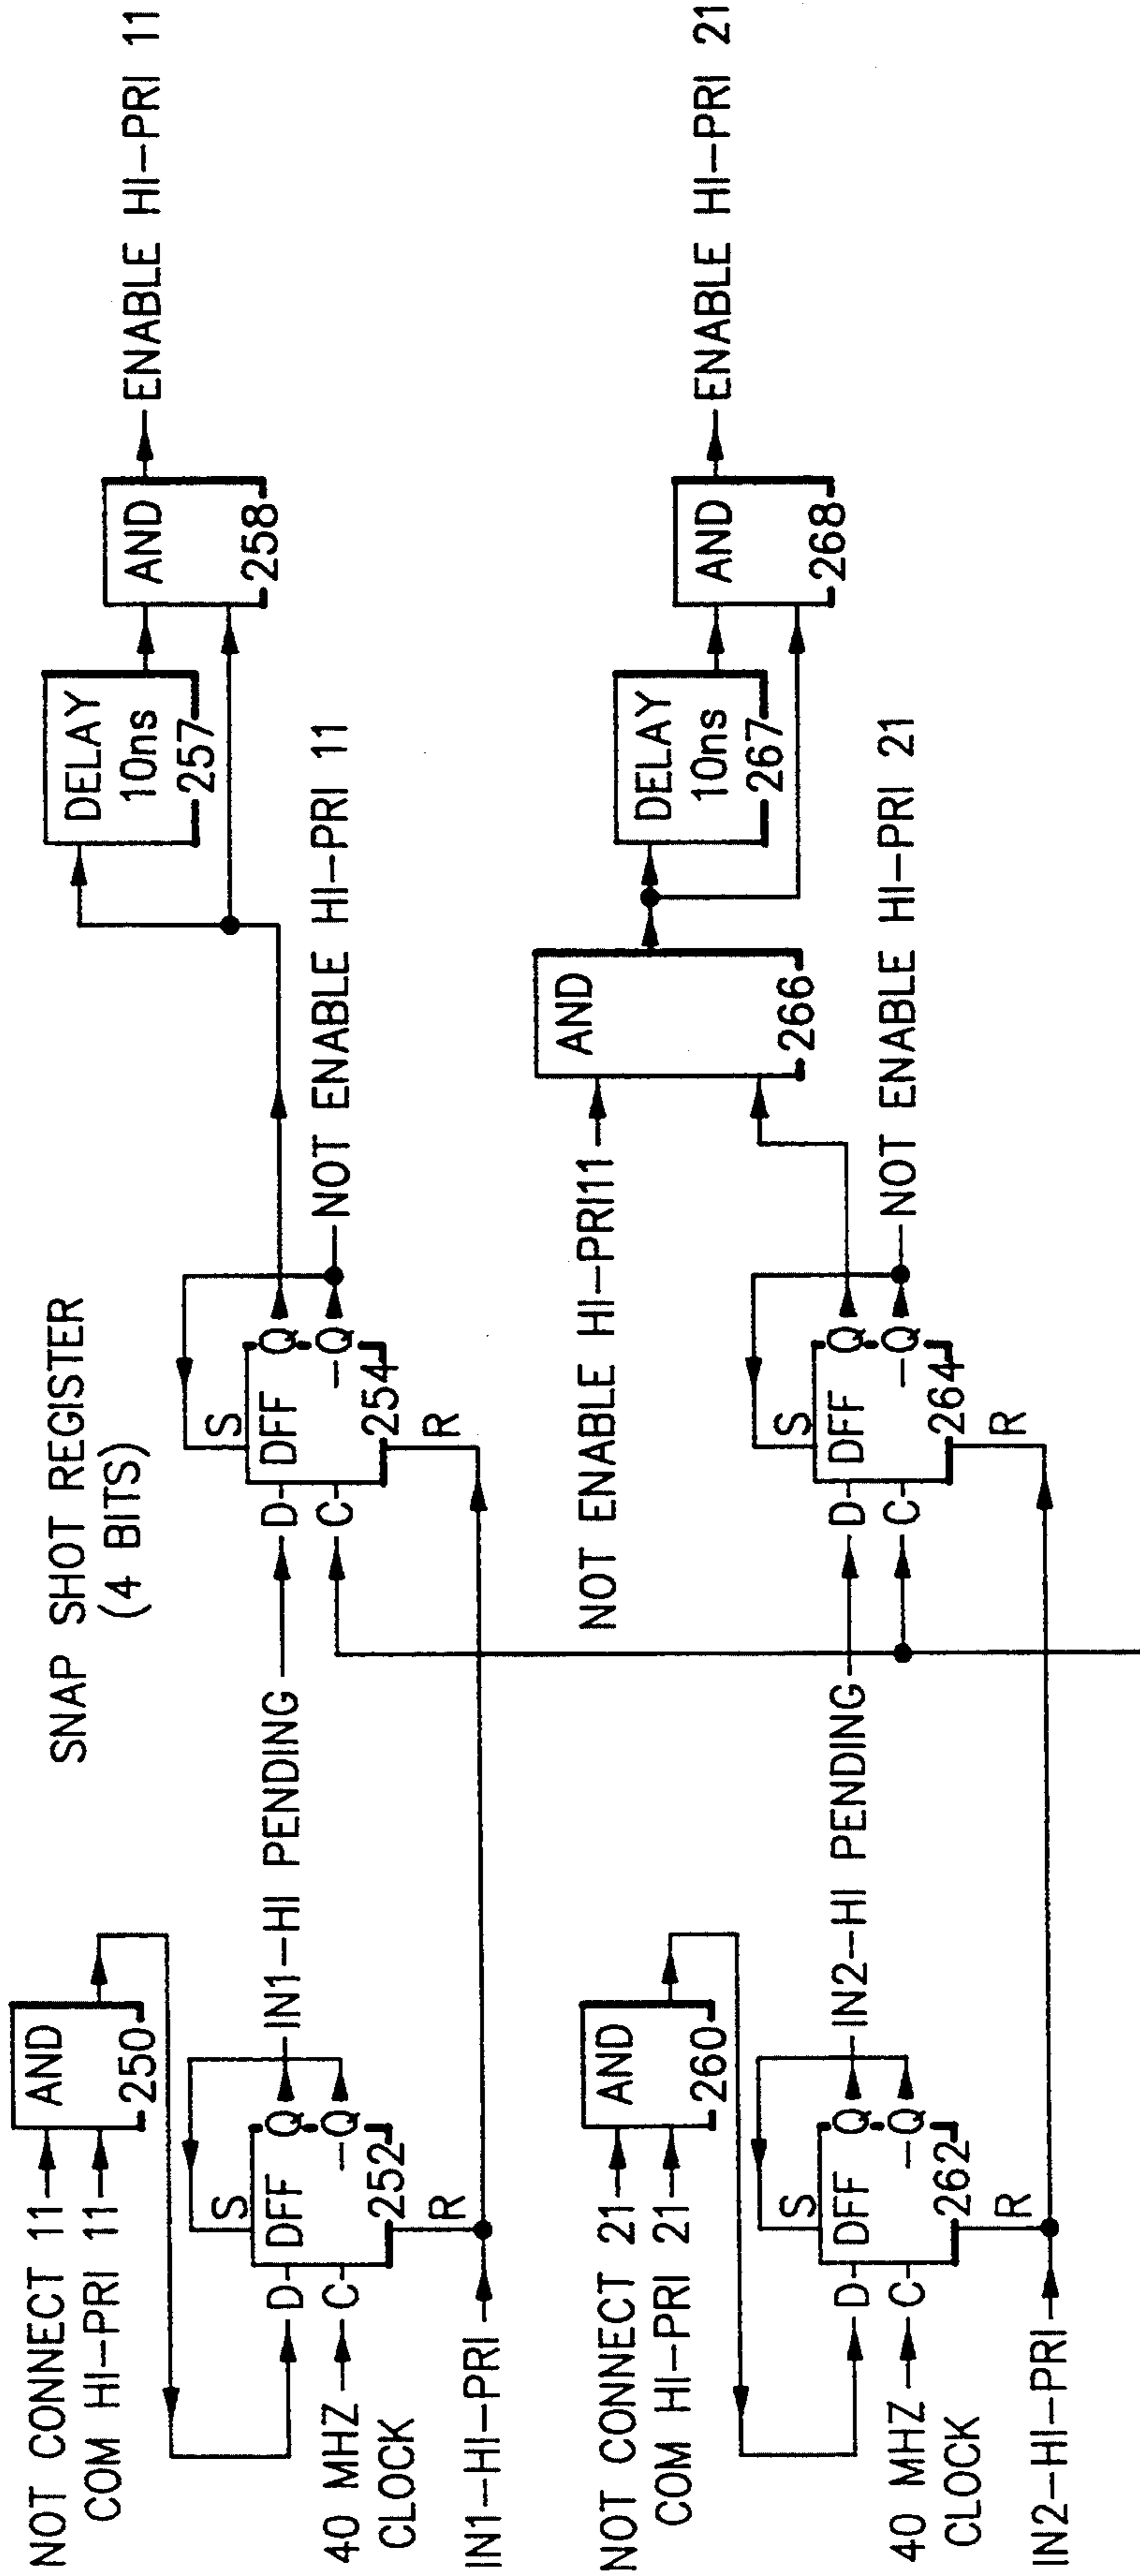 SNAP SHOT REGISTER
(4 BITS)
NOT CONNECT 11
COM HI-PRI 11
AND
250
S
D
DFF
Q
C
-Q
252
R
40 MHZ
CLOCK
IN1-HI-PRI
IN1-HI PENDING
S
D
DFF
Q
C
-Q
254
R
NOT ENABLE HI-PRI 11
DELAY
10ns
257
AND
258
ENABLE HI-PRI 11
NOT CONNECT 21
COM HI-PRI 21
AND
260
S
D
DFF
Q
C
-Q
262
R
40 MHZ
CLOCK
IN2-HI-PRI
IN2-HI PENDING
S
D
DFF
Q
C
-Q
264
R
NOT ENABLE HI-PRI11
AND
266
NOT ENABLE HI-PRI 21
DELAY
10ns
267
AND
268
ENABLE HI-PRI 21